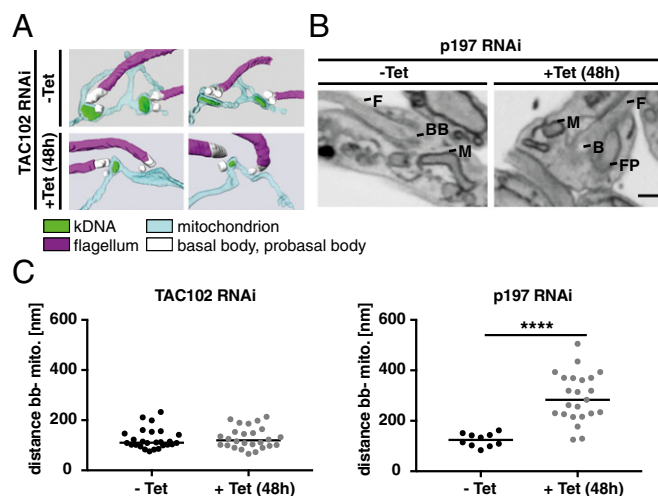 A
TAC102 RNAi
-Tet
+Tet (48h)
kDNA
mitochondrion
flagellum
basal body, probasal body
B
p197 RNAi
-Tet
+Tet (48h)
F
BB
M
F
M
B
FP
C
TAC102 RNAi
distance bb- mito. [nm]
600
400
200
0
- Tet
+ Tet (48h)
p197 RNAi
distance bb- mito. [nm]
600
400
200
0
****
- Tet
+ Tet (48h)